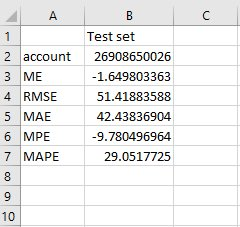 A B C
1 Test set
2 account 26908650026
3 ME -1.649803363
4 RMSE 51.41883588
5 MAE 42.43836904
6 MPE -9.780496964
7 MAPE 29.0517725
8
9
10